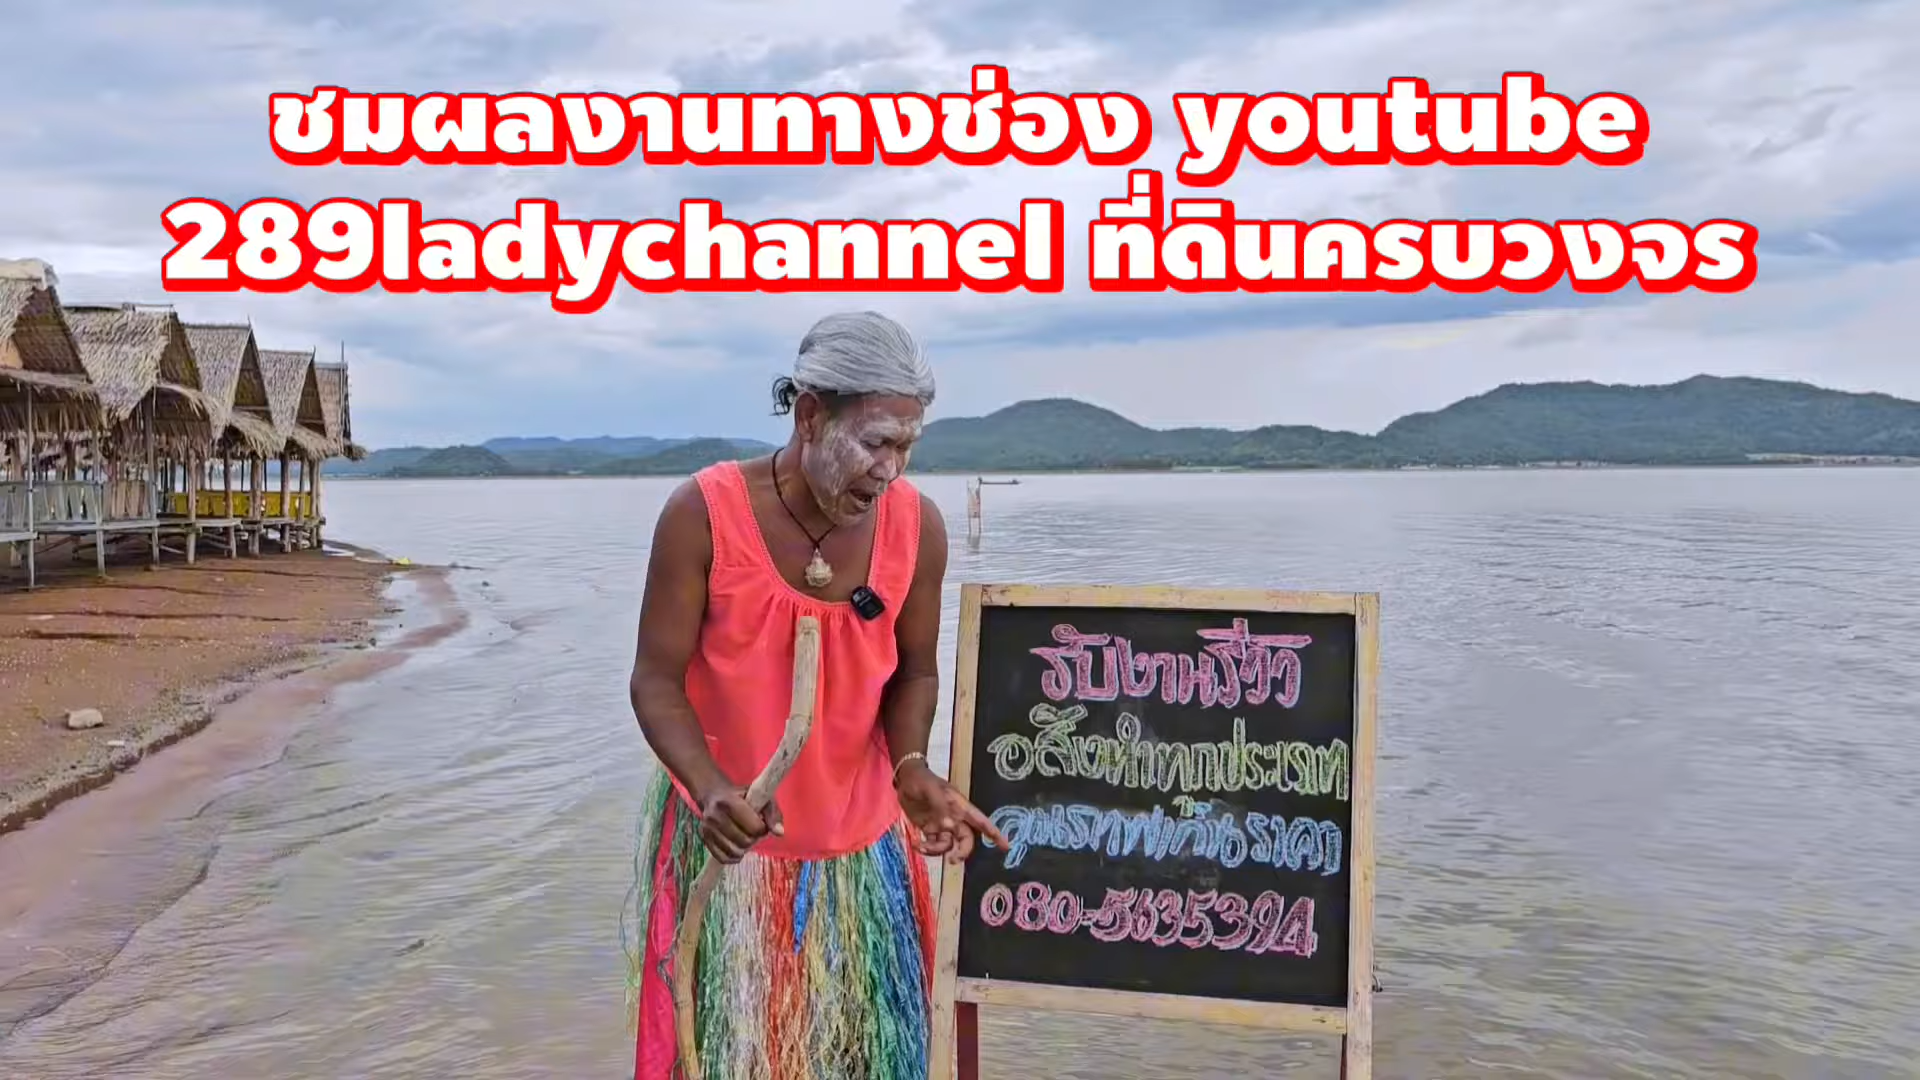 ชมผลงานทางช่อง youtube
289ladychannel ที่ดินครบวงจร
รับงานรีวิว
อสังหาทุกประเภท
คุณเทพแก้ว ราคา
080-5635394